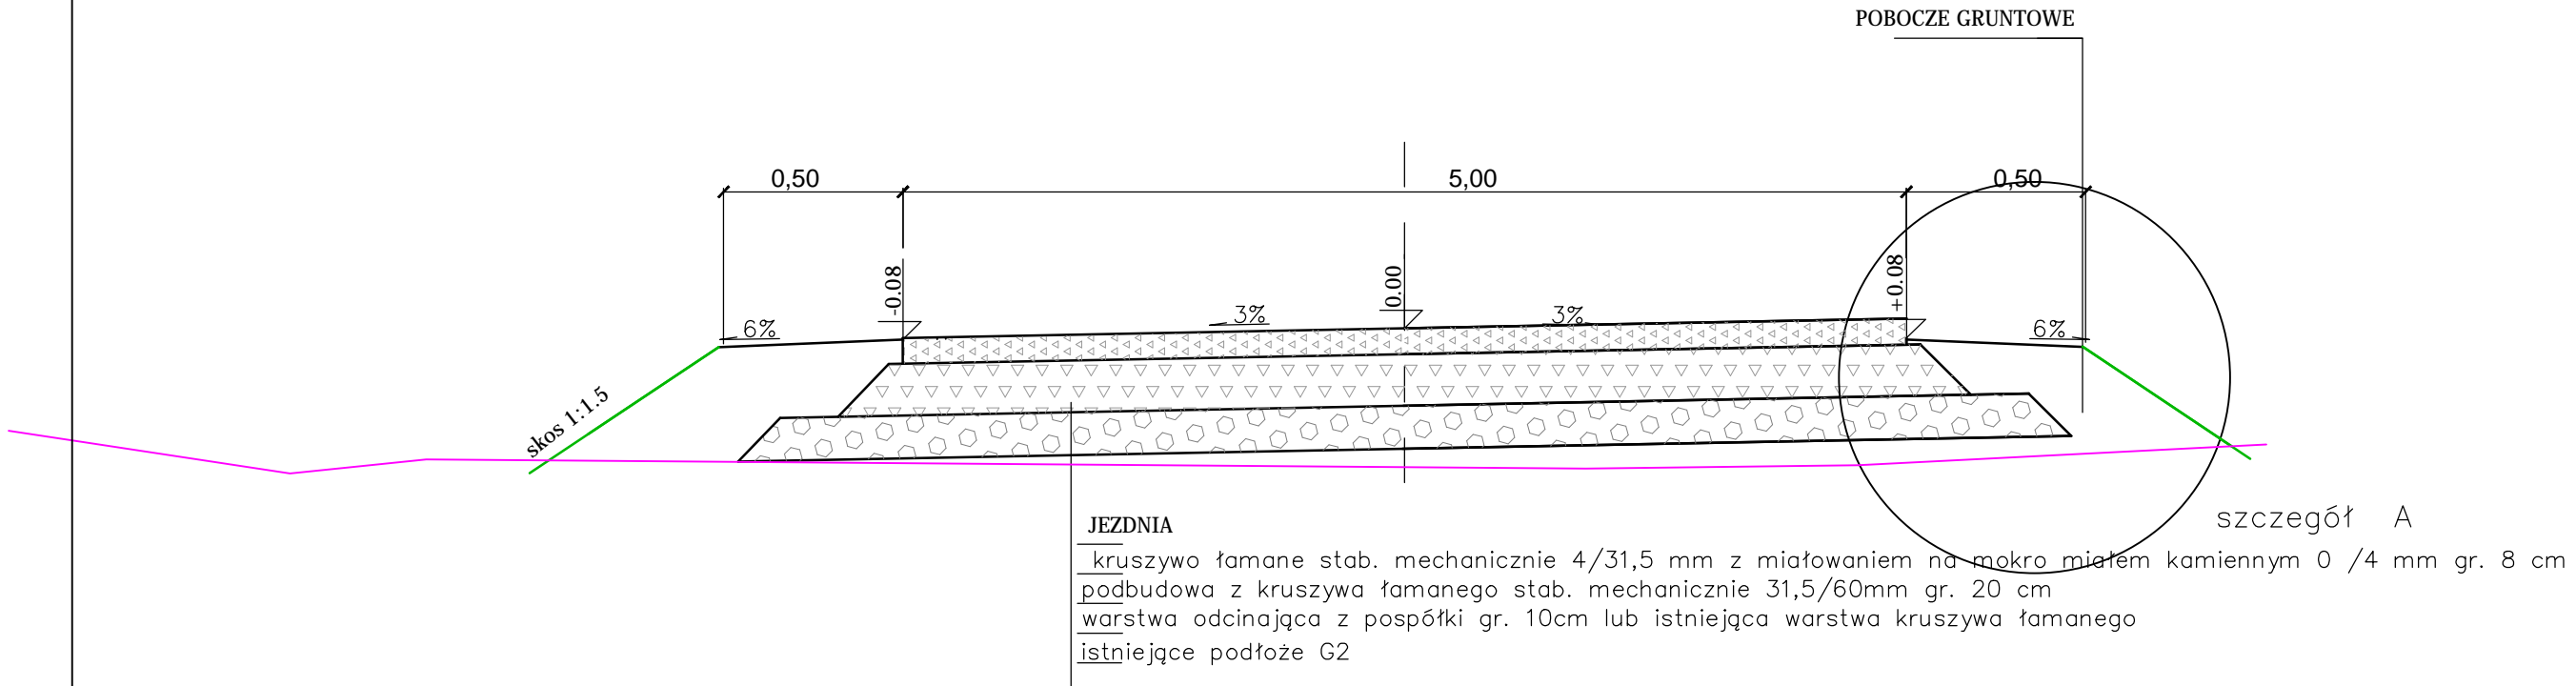 POBOCZE GRUNTOWE
0,50
5,00
0,50
-0.08
0.00
+0.08
6%
3%
3%
6%
skos 1:1.5
szczegół A
JEZDNIA
kruszywo łamane stab. mechanicznie 4/31,5 mm z miałowaniem na mokro miałem kamiennym 0 /4 mm gr. 8 cm
podbudowa z kruszywa łamanego stab. mechanicznie 31,5/60mm gr. 20 cm
warstwa odcinająca z pospółki gr. 10cm lub istniejąca warstwa kruszywa łamanego
istniejące podłoże G2